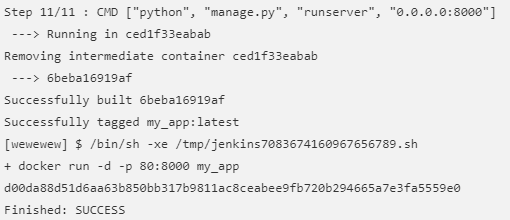 Step 11/11 : CMD ["python", "manage.py", "runserver", "0.0.0.0:8000"]
---> Running in ced1f33eabab
Removing intermediate container ced1f33eabab
---> 6beba16919af
Successfully built 6beba16919af
Successfully tagged my_app:latest
[wewewew] $ /bin/sh -xe /tmp/jenkins7083674160967656789.sh
+ docker run -d -p 80:8000 my_app
d00da88d51d6aa63b850bb317b9811ac8ceabee9fb720b294665a7e3fa5559e0
Finished: SUCCESS